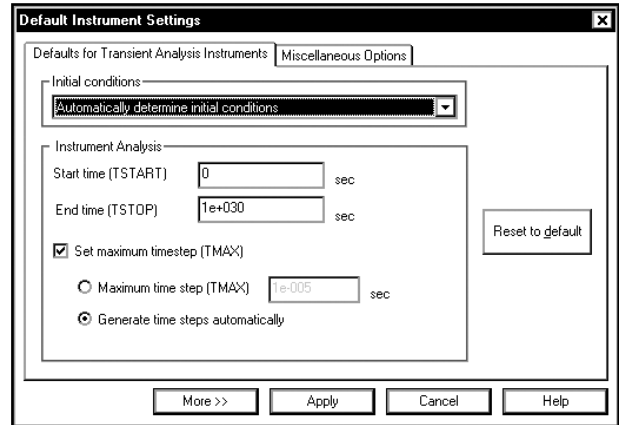 Default Instrument Settings
Defaults for Transient Analysis Instruments
Miscellaneous Options
Initial conditions
Automatically determine initial conditions
Instrument Analysis
Start time (TSTART) 0 sec
End time (TSTOP) 1e+030 sec
Set maximum timestep (TMAX)
Maximum time step (TMAX) 1e-005 sec
Generate time steps automatically
Reset to default
More >> Apply Cancel Help